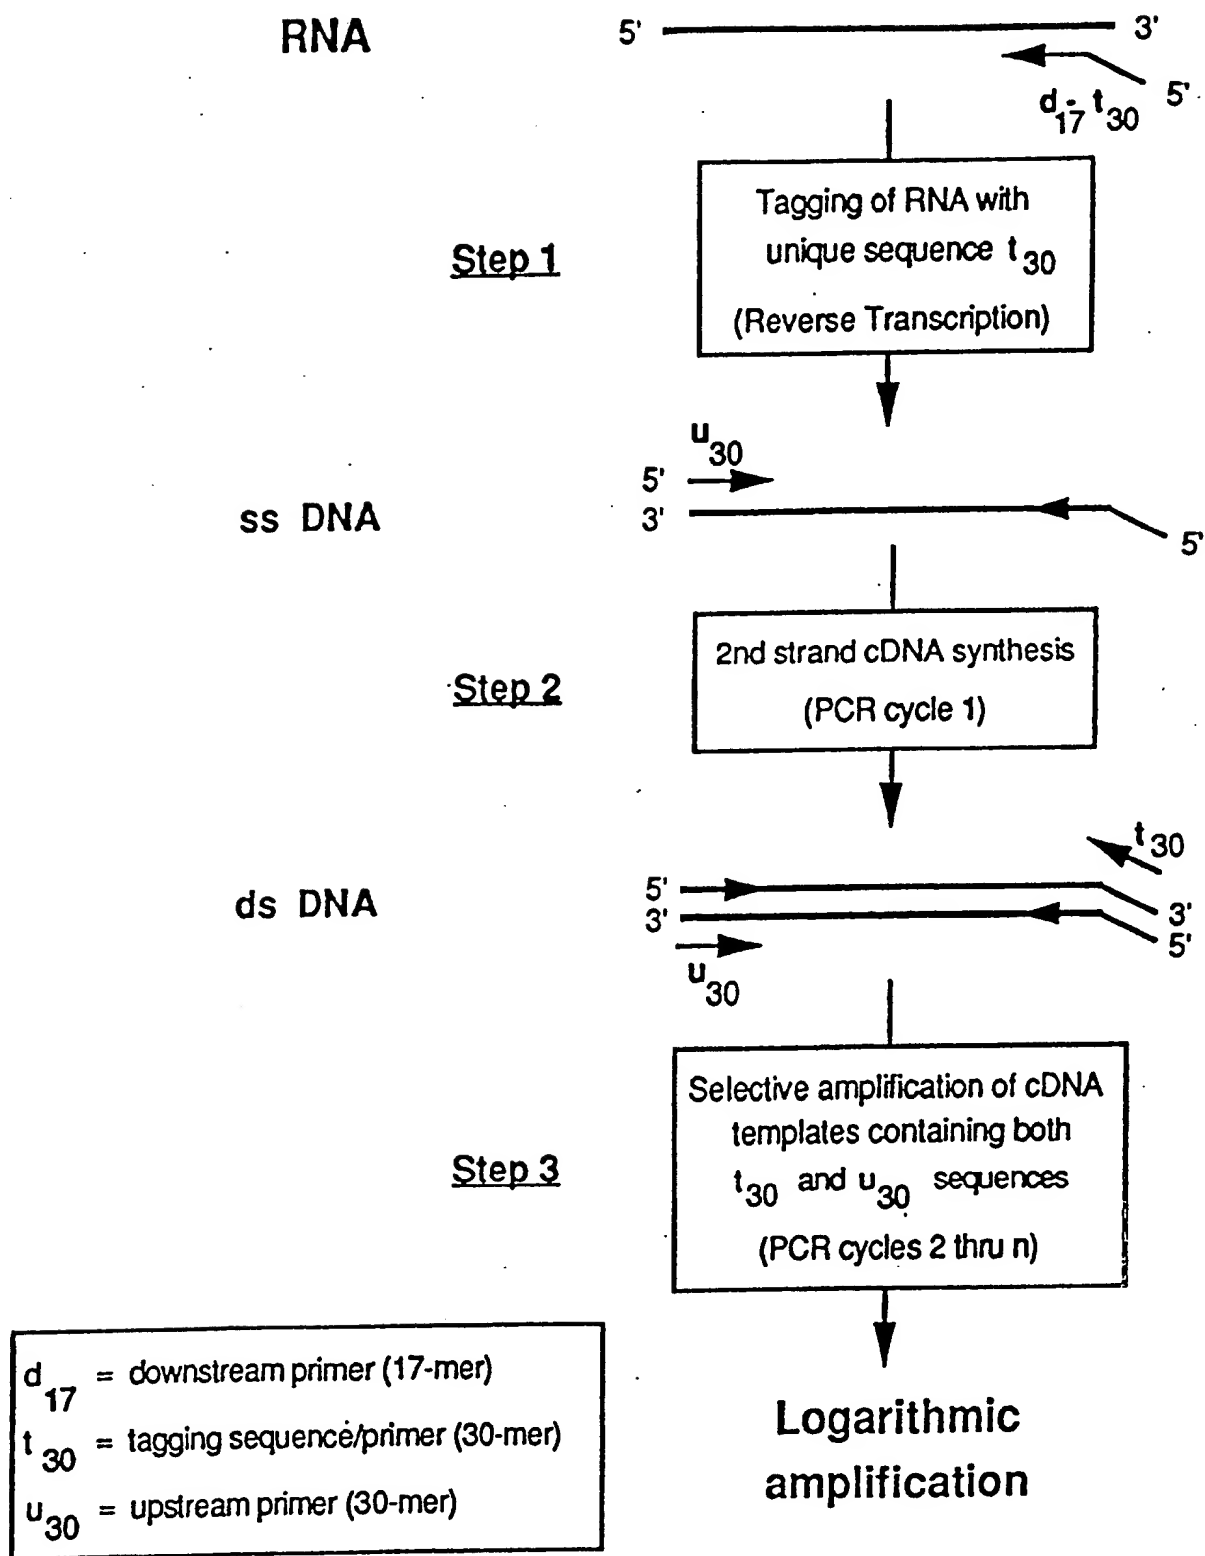 RNA
5'
3'
5'
d17- t30
Tagging of RNA with
unique sequence t30
(Reverse Transcription)
Step 1
u30
5'
3'
ss DNA
5'
2nd strand cDNA synthesis
(PCR cycle 1)
Step 2
t30
5'
3'
ds DNA
3'
5'
u30
Selective amplification of cDNA
templates containing both
t30 and u30 sequences
(PCR cycles 2 thru n)
Step 3
Logarithmic
amplification
d17 = downstream primer (17-mer)
t30 = tagging sequence/primer (30-mer)
u30 = upstream primer (30-mer)